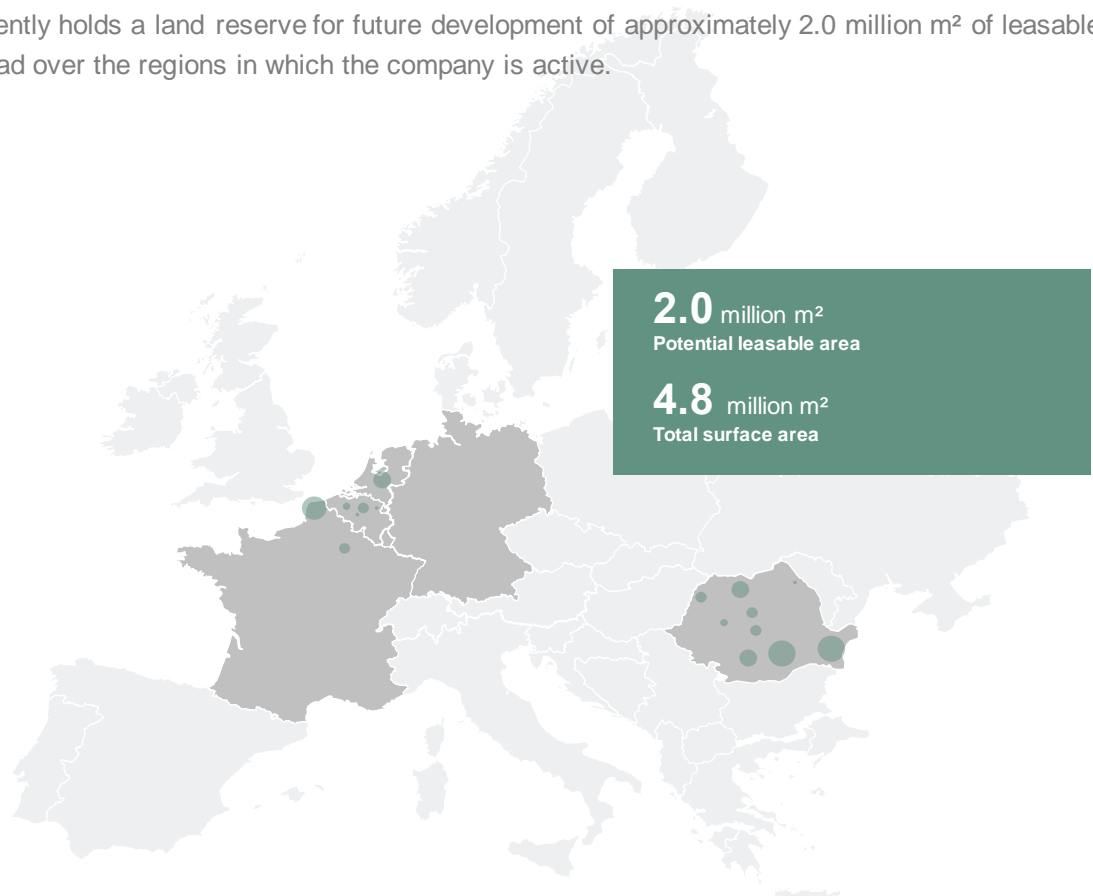 ently holds a land reserve for future development of approximately 2.0 million m² of leasable
ad over the regions in which the company is active.
2.0 million m²
Potential leasable area
4.8 million m²
Total surface area